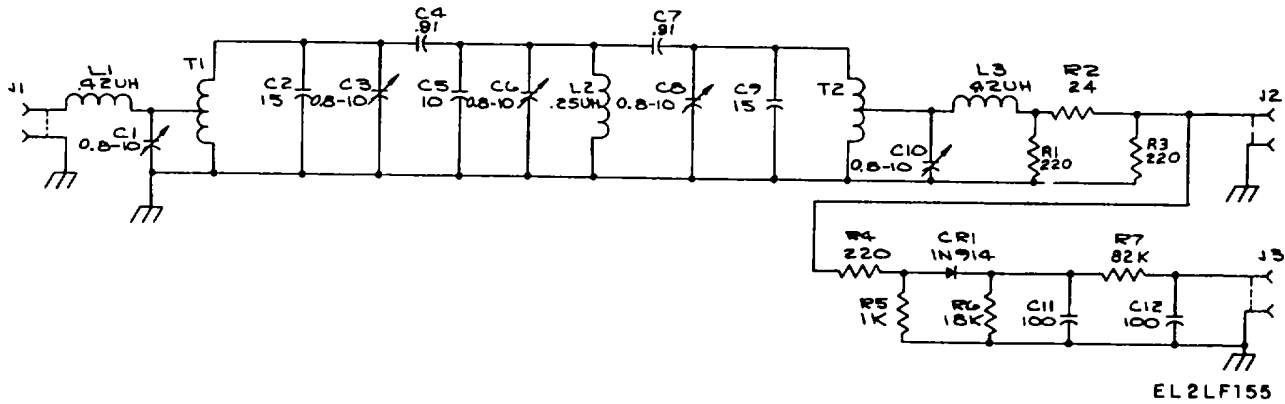 J1
L1
.42UH
C1
0.8-10
T1
C2
15
C3
0.8-10
C4
.91
C5
10
C6
0.8-10
L2
.25UH
C7
.91
C8
0.8-10
C9
15
T2
C10
0.8-10
L3
.42UH
R1
220
R2
24
R3
220
J2
R4
220
R5
1K
CR1
1N914
R6
18K
C11
100
R7
82K
C12
100
J3
EL2LF155